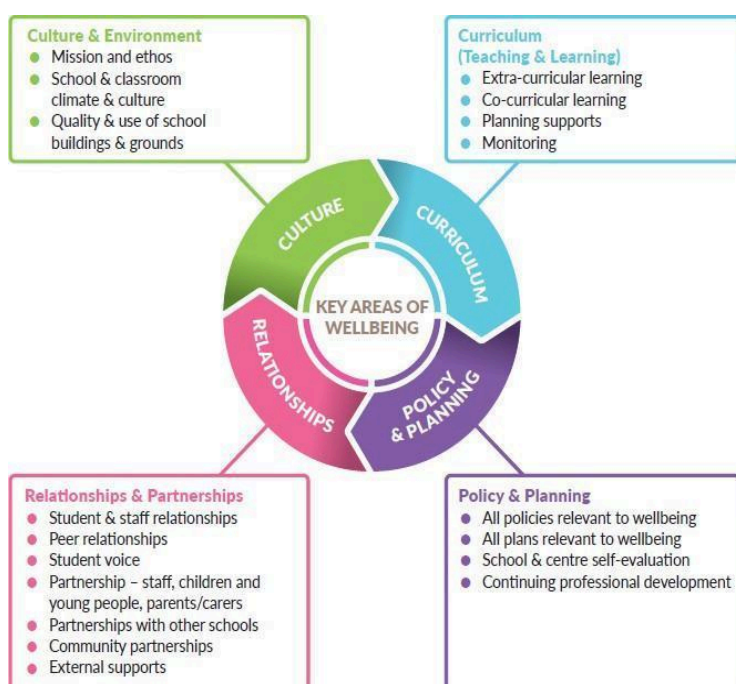 Culture & Environment
● Mission and ethos
● School & classroom
climate & culture
● Quality & use of school
buildings & grounds
Curriculum
(Teaching & Learning)
● Extra-curricular learning
● Co-curricular learning
● Planning supports
● Monitoring
CULTURE
CURRICULUM
KEY AREAS OF
WELLBEING
RELATIONSHIPS
POLICY
& PLANNING
Relationships & Partnerships
● Student & staff relationships
● Peer relationships
● Student voice
● Partnership – staff, children and
young people, parents/carers
● Partnerships with other schools
● Community partnerships
● External supports
Policy & Planning
● All policies relevant to wellbeing
● All plans relevant to wellbeing
● School & centre self-evaluation
● Continuing professional development